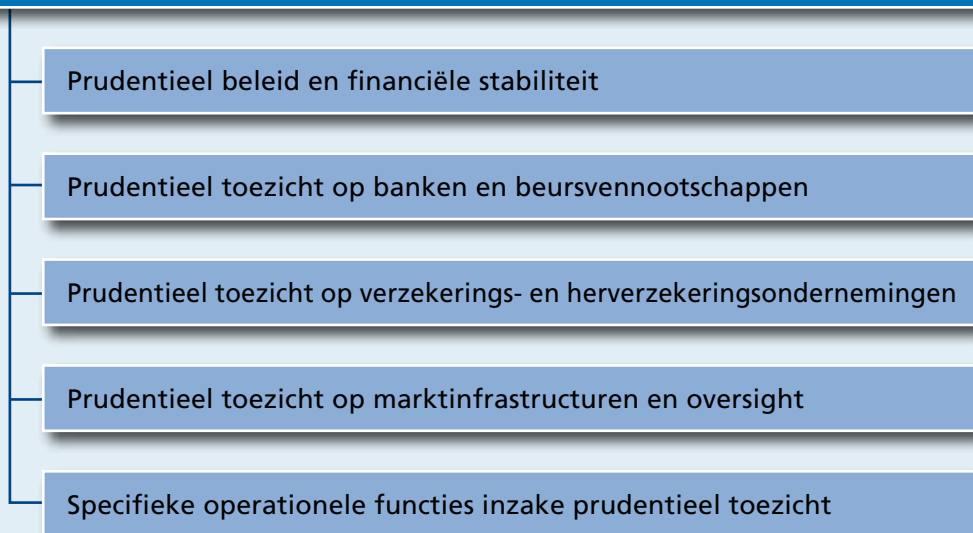 Prudentieel beleid en financiële stabiliteit
Prudentieel toezicht op banken en beursvennootschappen
Prudentieel toezicht op verzekerings- en herverzekeringsondernemingen
Prudentieel toezicht op marktinfrastructuren en oversight
Specifieke operationele functies inzake prudentieel toezicht